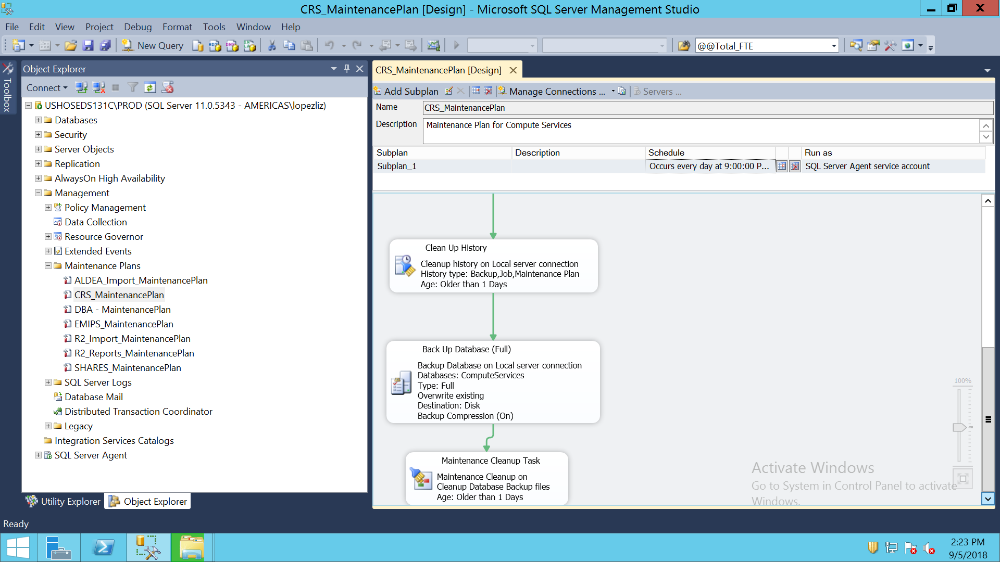 CRS_MaintenancePlan [Design] - Microsoft SQL Server Management Studio
File Edit View Project Debug Format Tools Window Help
New Query
@@Total_FTE
Toolbox
Object Explorer
Connect
USHOSEDS131C\PROD (SQL Server 11.0.5343 - AMERICAS\lopezliz)
Databases
Security
Server Objects
Replication
AlwaysOn High Availability
Management
Policy Management
Data Collection
Resource Governor
Extended Events
Maintenance Plans
ALDEA_Import_MaintenancePlan
CRS_MaintenancePlan
DBA - MaintenancePlan
EMIPS_MaintenancePlan
R2_Import_MaintenancePlan
R2_Reports_MaintenancePlan
SHARES_MaintenancePlan
SQL Server Logs
Database Mail
Distributed Transaction Coordinator
Legacy
Integration Services Catalogs
SQL Server Agent
Utility Explorer Object Explorer
CRS_MaintenancePlan [Design]
Add Subplan Manage Connections ... Servers ...
Name CRS_MaintenancePlan
Description Maintenance Plan for Compute Services
Subplan Description Schedule Run as
Subplan_1 Occurs every day at 9:00:00 P... SQL Server Agent service account
Clean Up History
Cleanup history on Local server connection
History type: Backup,Job,Maintenance Plan
Age: Older than 1 Days
Back Up Database (Full)
Backup Database on Local server connection
Databases: ComputeServices
Type: Full
Overwrite existing
Destination: Disk
Backup Compression (On)
Maintenance Cleanup Task
Maintenance Cleanup on
Cleanup Database Backup files
Age: Older than 1 Days
100%
Activate Windows
Go to System in Control Panel to activate
Windows.
Ready
2:23 PM
9/5/2018